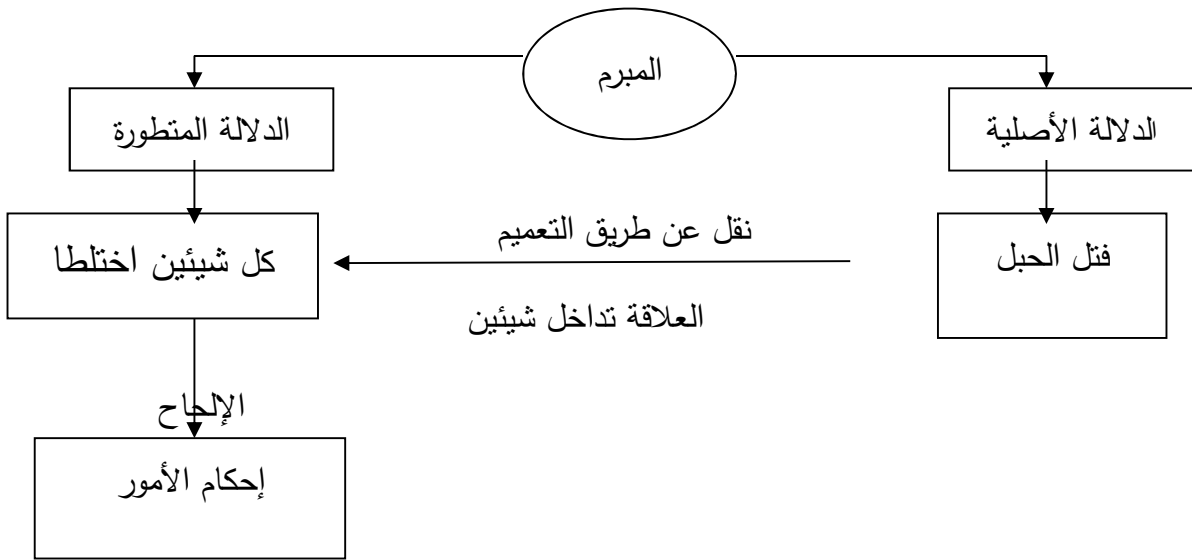 المبرم
الدلالة الأصلية
الدلالة المتطورة
فتل الحبل
نقل عن طريق التعميم
العلاقة تداخل شيئين
كل شيئين اختلطا
الإلحاح
إحكام الأمور